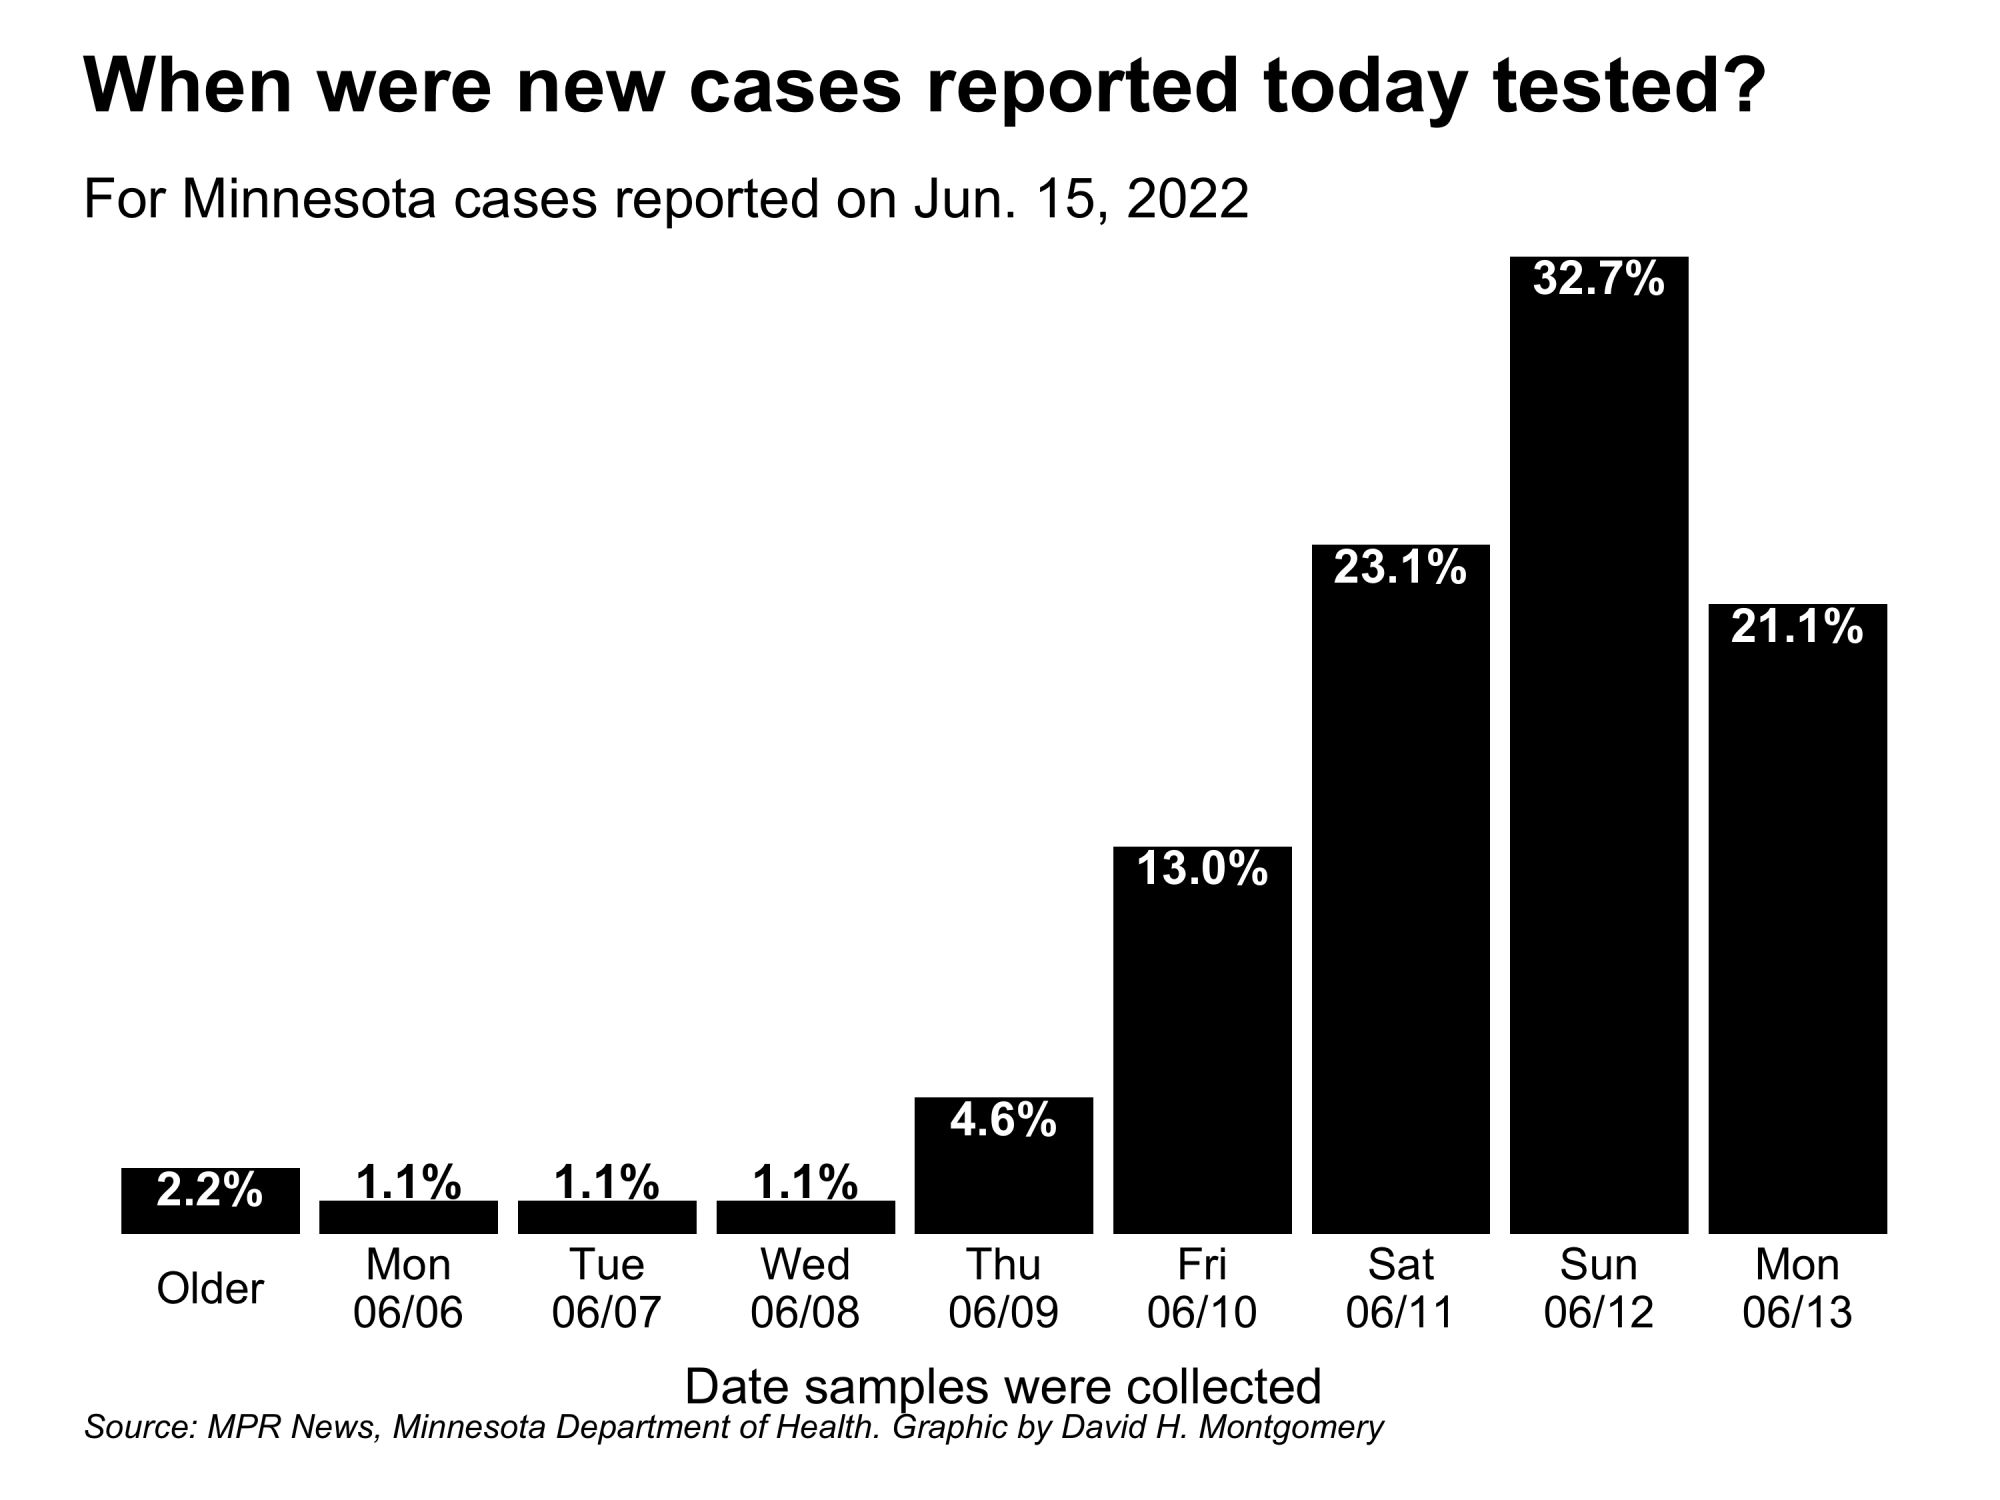 When were new cases reported today tested?
For Minnesota cases reported on Jun. 15, 2022
32.7%
23.1%
21.1%
13.0%
4.6%
2.2%
1.1%
1.1%
1.1%
Older
Mon
06/06
Tue
06/07
Wed
06/08
Thu
06/09
Fri
06/10
Sat
06/11
Sun
06/12
Mon
06/13
Date samples were collected
Source: MPR News, Minnesota Department of Health. Graphic by David H. Montgomery